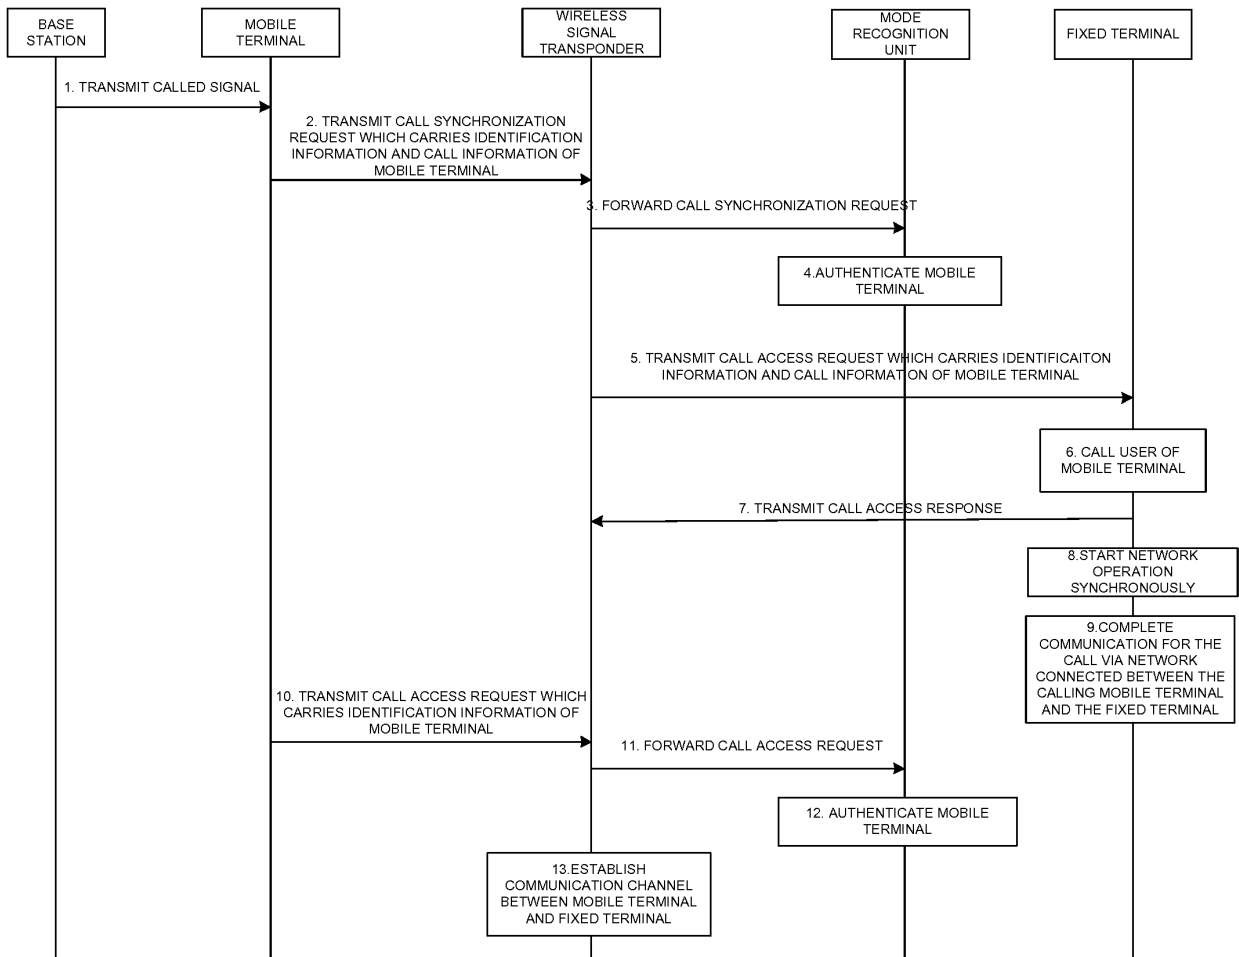 BASE
STATION
MOBILE
TERMINAL
WIRELESS
SIGNAL
TRANSPONDER
MODE
RECOGNITION
UNIT
FIXED TERMINAL
1. TRANSMIT CALLED SIGNAL
2. TRANSMIT CALL SYNCHRONIZATION
REQUEST WHICH CARRIES IDENTIFICATION
INFORMATION AND CALL INFORMATION OF
MOBILE TERMINAL
3. FORWARD CALL SYNCHRONIZATION REQUEST
4.AUTHENTICATE MOBILE
TERMINAL
5. TRANSMIT CALL ACCESS REQUEST WHICH CARRIES IDENTIFICAITON
INFORMATION AND CALL INFORMATION OF MOBILE TERMINAL
6. CALL USER OF
MOBILE TERMINAL
7. TRANSMIT CALL ACCESS RESPONSE
8.START NETWORK
OPERATION
SYNCHRONOUSLY
9.COMPLETE
COMMUNICATION FOR THE
CALL VIA NETWORK
CONNECTED BETWEEN THE
CALLING MOBILE TERMINAL
AND THE FIXED TERMINAL
10. TRANSMIT CALL ACCESS REQUEST WHICH
CARRIES IDENTIFICATION INFORMATION OF
MOBILE TERMINAL
11. FORWARD CALL ACCESS REQUEST
12. AUTHENTICATE MOBILE
TERMINAL
13.ESTABLISH
COMMUNICATION CHANNEL
BETWEEN MOBILE TERMINAL
AND FIXED TERMINAL